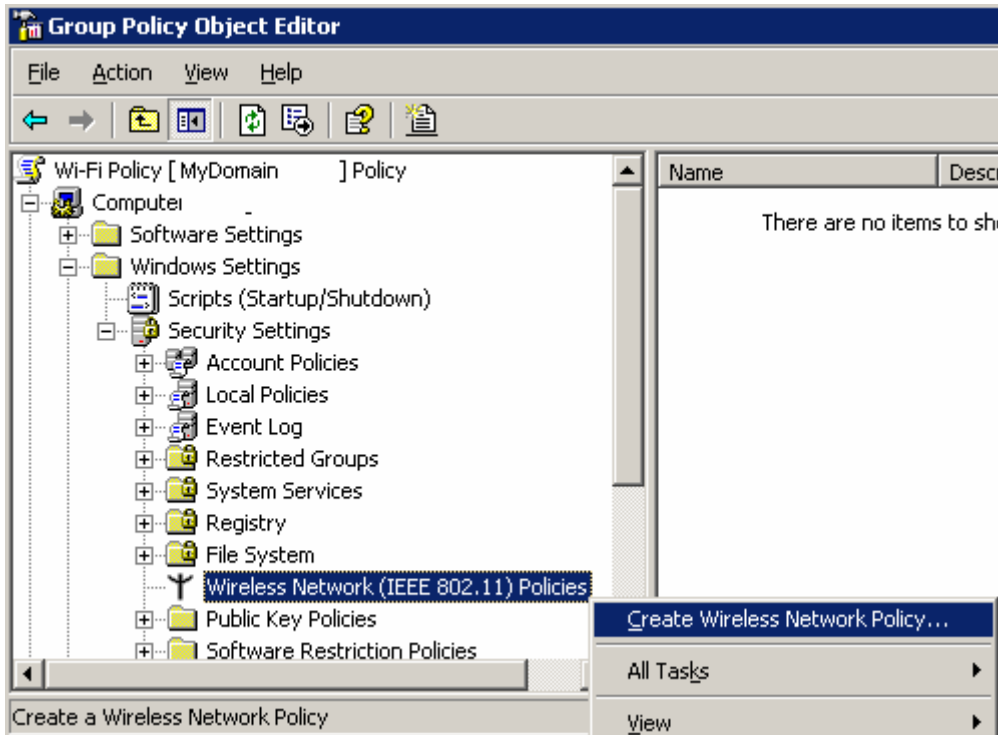 Group Policy Object Editor
File Action View Help
Wi-Fi Policy [ MyDomain ] Policy
Name Descr
Computer
There are no items to sho
Software Settings
Windows Settings
Scripts (Startup/Shutdown)
Security Settings
Account Policies
Local Policies
Event Log
Restricted Groups
System Services
Registry
File System
Wireless Network (IEEE 802.11) Policies
Public Key Policies
Create Wireless Network Policy...
Software Restriction Policies
All Tasks
Create a Wireless Network Policy
View